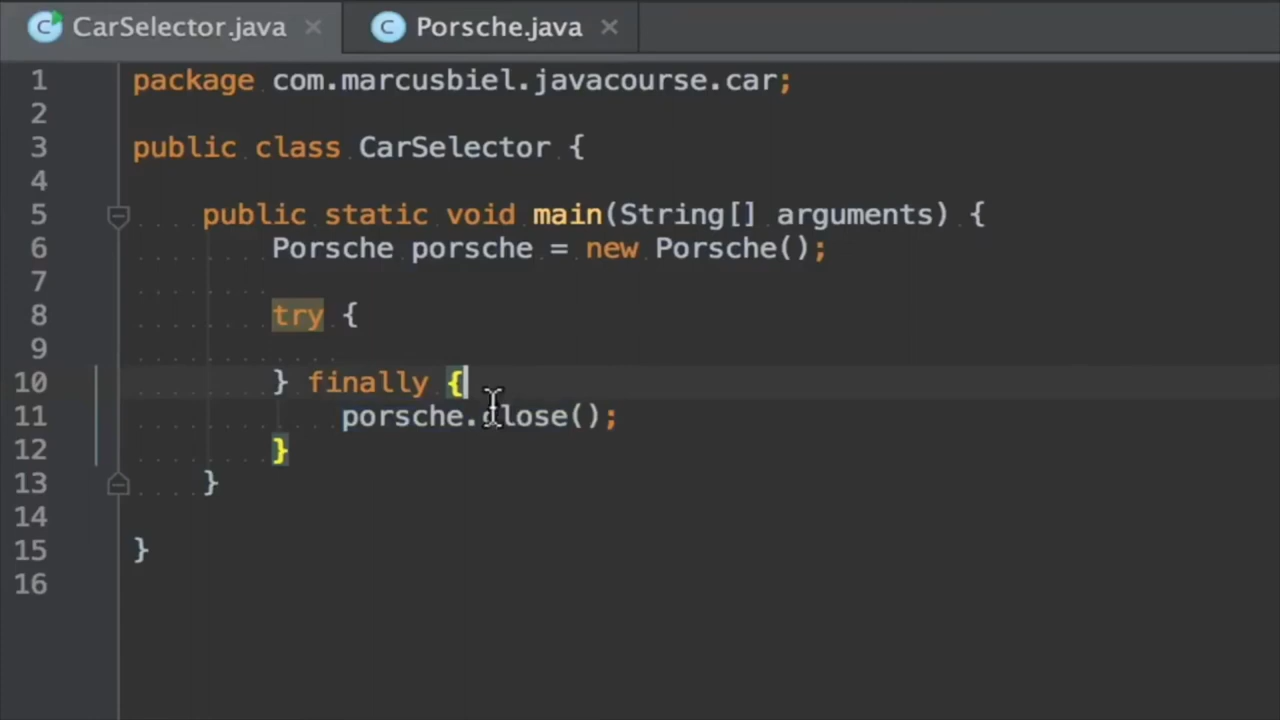 CarSelector.java Porsche.java
1 package com.marcusbiel.javacourse.car;
2
3 public class CarSelector {
4
5 public static void main(String[] arguments) {
6 Porsche porsche = new Porsche();
7
8 try {
9
10 } finally {
11 porsche.close();
12 }
13 }
14
15 }
16